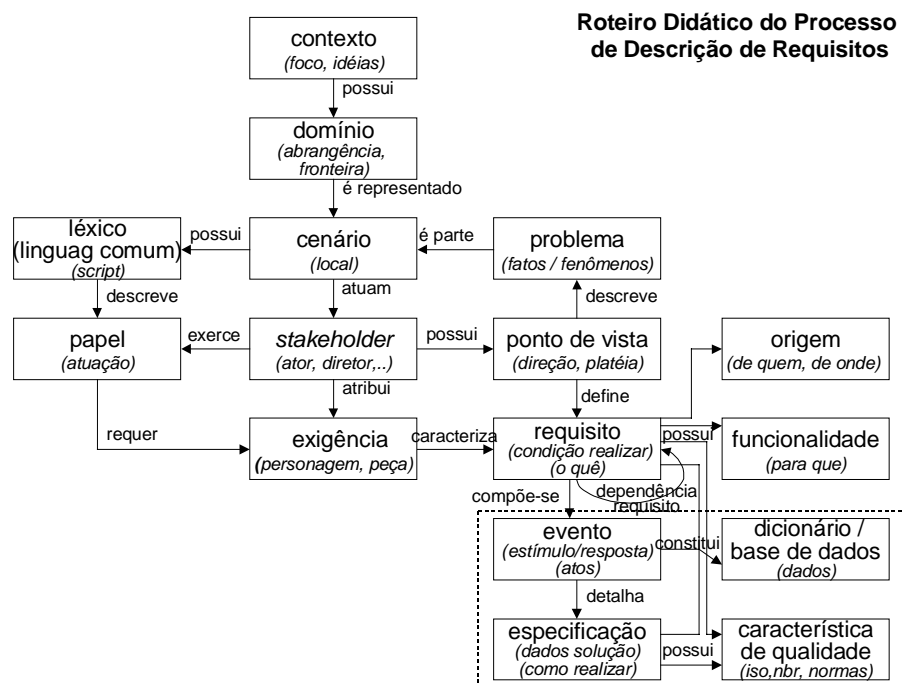 Roteiro Didático do Processo
de Descrição de Requisitos
contexto
(foco, idéias)
possui
domínio
(abrangência,
fronteira)
é representado
léxico
(linguag comum)
(script)
possui
cenário
(local)
é parte
problema
(fatos / fenômenos)
descreve
atuam
descreve
papel
(atuação)
exerce
stakeholder
(ator, diretor,..)
possui
ponto de vista
(direção, platéia)
origem
(de quem, de onde)
atribui
define
requer
exigência
(personagem, peça)
caracteriza
requisito
(condição realizar)
(o quê)
possui
funcionalidade
(para que)
compõe-se
dependência
requisito
evento
(estímulo/resposta)
(atos)
constitui
dicionário /
base de dados
(dados)
detalha
especificação
(dados solução)
(como realizar)
possui
característica
de qualidade
(iso,nbr, normas)